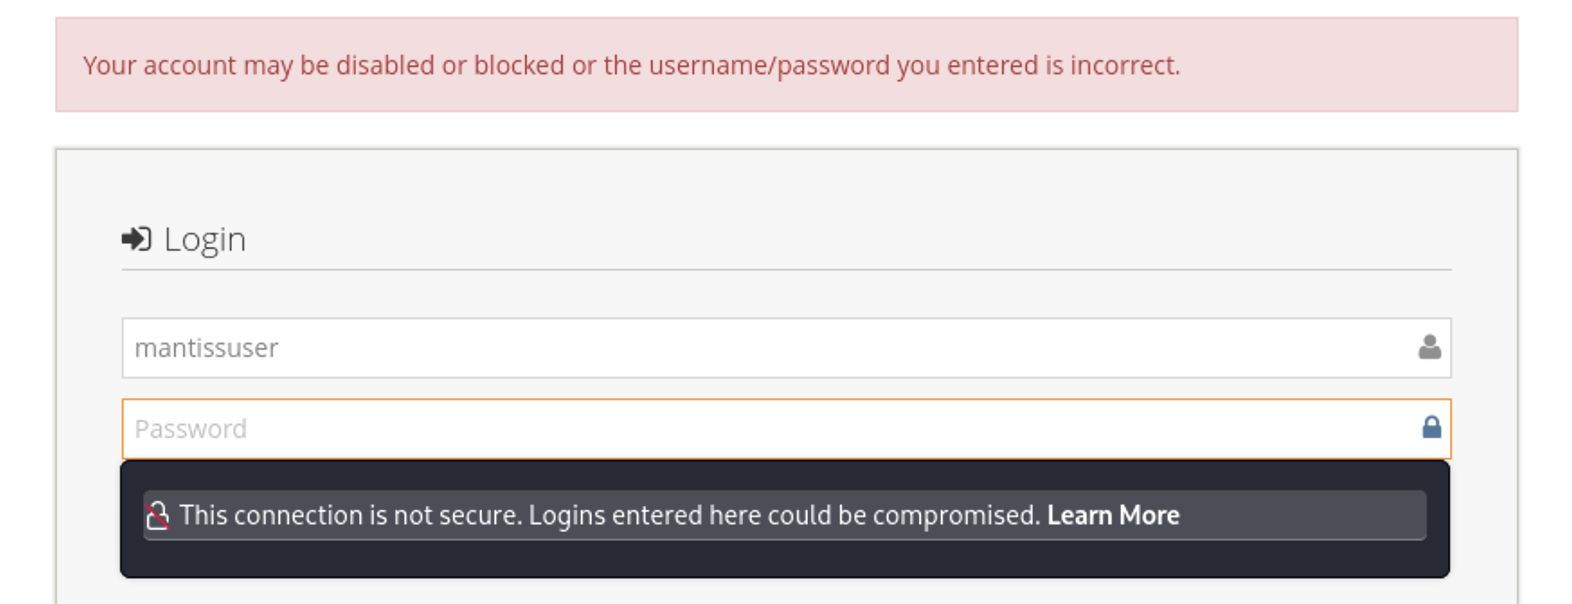 Your account may be disabled or blocked or the username/password you entered is incorrect.
Login
mantissuser
Password
This connection is not secure. Logins entered here could be compromised. Learn More